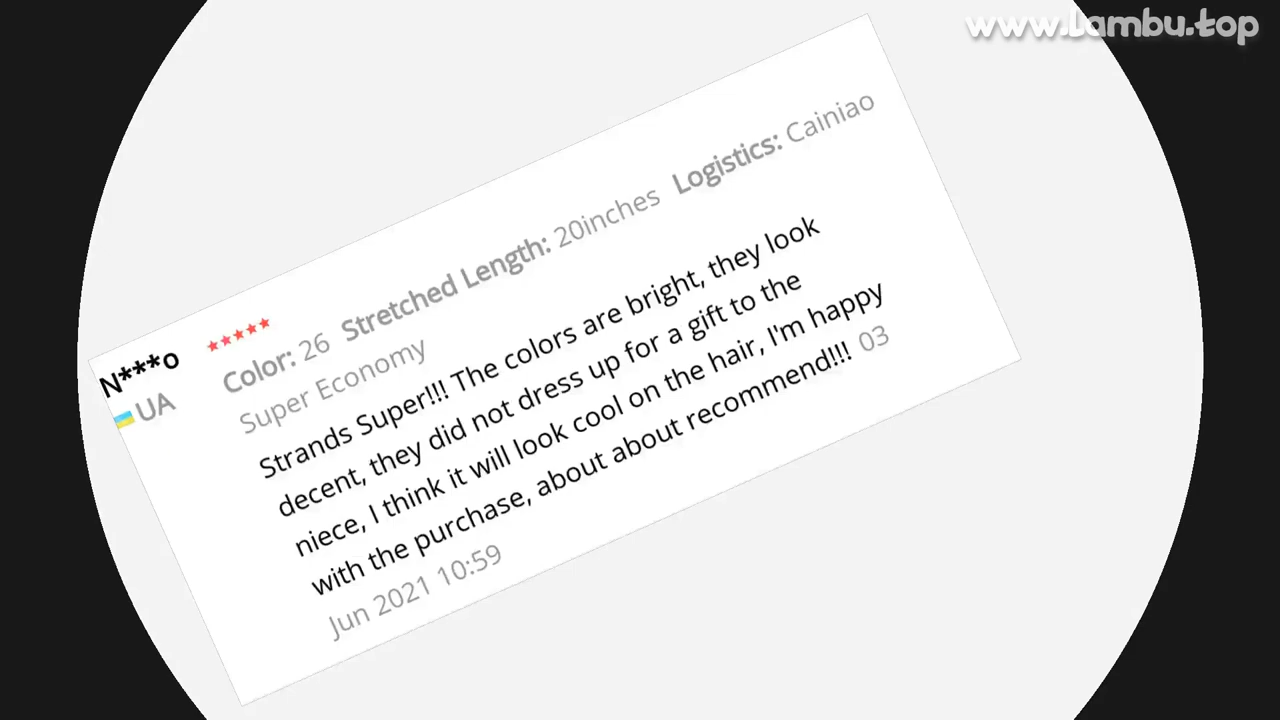 www.Lambu.top
N***o
UA
Color: 26 Stretched Length: 20inches Logistics: Cainiao
Super Economy
Strands Super!!! The colors are bright, they look
decent, they did not dress up for a gift to the
niece, I think it will look cool on the hair, I'm happy
with the purchase, about about recommend!!! 03
Jun 2021 10:59